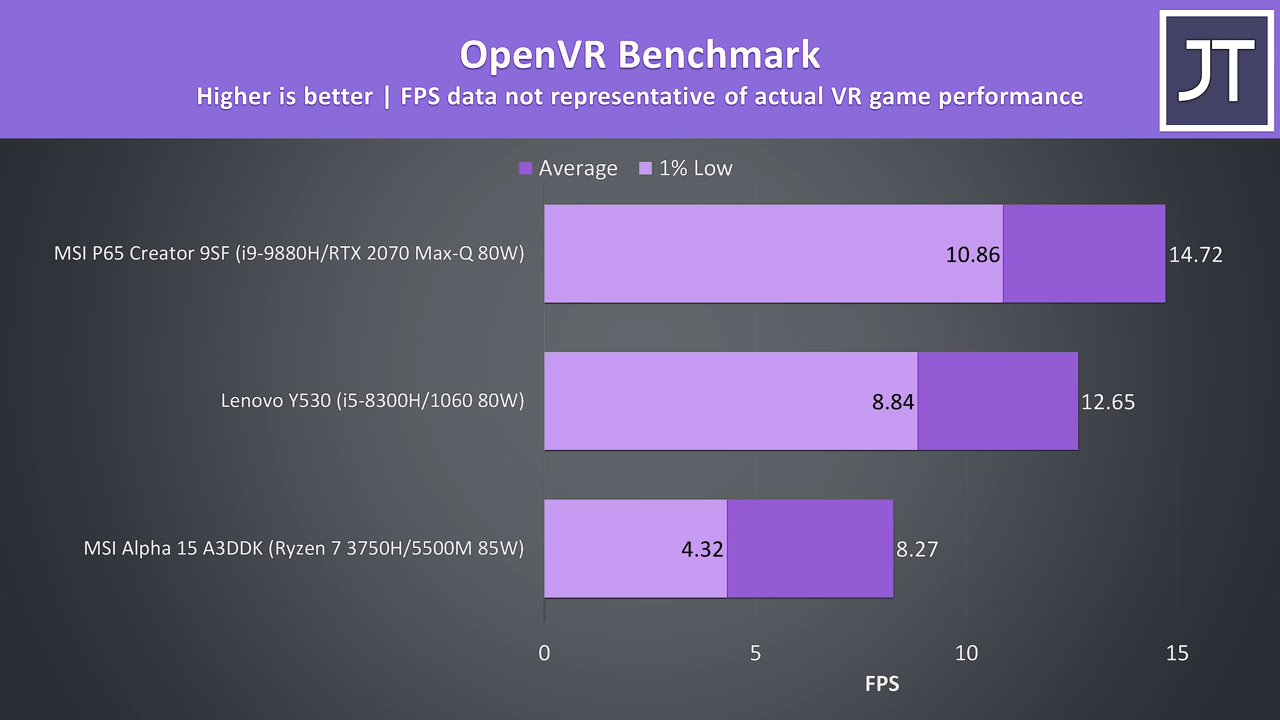 OpenVR Benchmark
Higher is better | FPS data not representative of actual VR game performance
JT
Average 1% Low
MSI P65 Creator 9SF (i9-9880H/RTX 2070 Max-Q 80W) 10.86 14.72
Lenovo Y530 (i5-8300H/1060 80W) 8.84 12.65
MSI Alpha 15 A3DDK (Ryzen 7 3750H/5500M 85W) 4.32 8.27
0 5 10 15
FPS